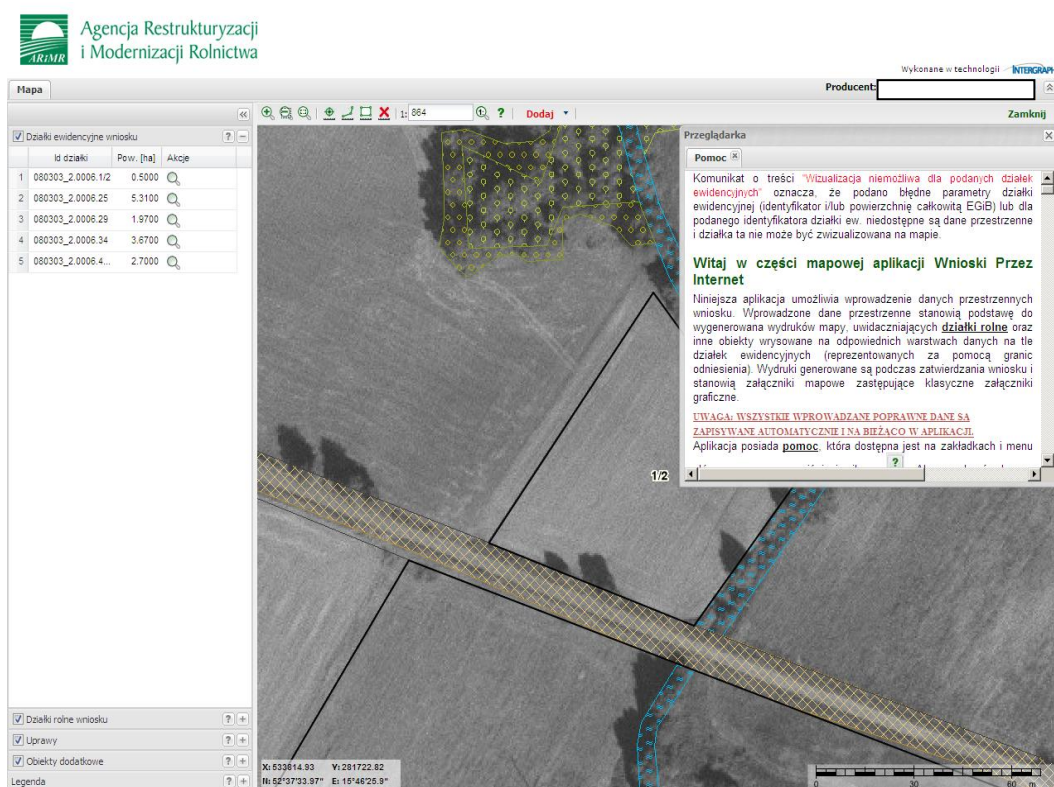 Agencja Restrukturyzacji
i Modernizacji Rolnictwa
ARiMR
Wykonane w technologii INTERGRAPH
Mapa
Producent:
1: 864
?
Dodaj
Zamknij
Działki ewidencyjne wniosku ?
Id działki Pow. [ha] Akcje
1 080303_2.0006.1/2 0.5000
2 080303_2.0006.25 5.3100
3 080303_2.0006.29 1.9700
4 080303_2.0006.34 3.6700
5 080303_2.0006.4... 2.7000
Przeglądarka
Pomoc
Komunikat o treści "Wizualizacja niemożliwa dla podanych działek
ewidencyjnych" oznacza, że podano błędne parametry działki
ewidencyjnej (identyfikator i/lub powierzchnię całkowitą EGiB) lub dla
podanego identyfikatora działki ew. niedostępne są dane przestrzenne
i działka ta nie może być zwizualizowana na mapie.
Witaj w części mapowej aplikacji Wnioski Przez
Internet
Niniejsza aplikacja umożliwia wprowadzenie danych przestrzennych
wniosku. Wprowadzone dane przestrzenne stanowią podstawę do
wygenerowana wydruków mapy, uwidaczniających działki rolne oraz
inne obiekty wrysowane na odpowiednich warstwach danych na tle
działek ewidencyjnych (reprezentowanych za pomocą granic
odniesienia). Wydruki generowane są podczas zatwierdzania wniosku i
stanowią załączniki mapowe zastępujące klasyczne załączniki
graficzne.
UWAGA: WSZYSTKIE WPROWADZANE POPRAWNE DANE SĄ
ZAPISYWANE AUTOMATYCZNIE I NA BIEŻĄCO W APLIKACJI.
Aplikacja posiada pomoc, która dostępna jest na zakładkach i menu
?
1/2
Działki rolne wniosku ?
Uprawy ?
Obiekty dodatkowe ?
Legenda ?
X: 533814.93 Y: 281722.82
N: 52°37'33.97" E: 15°46'25.9"
0 30 60 m